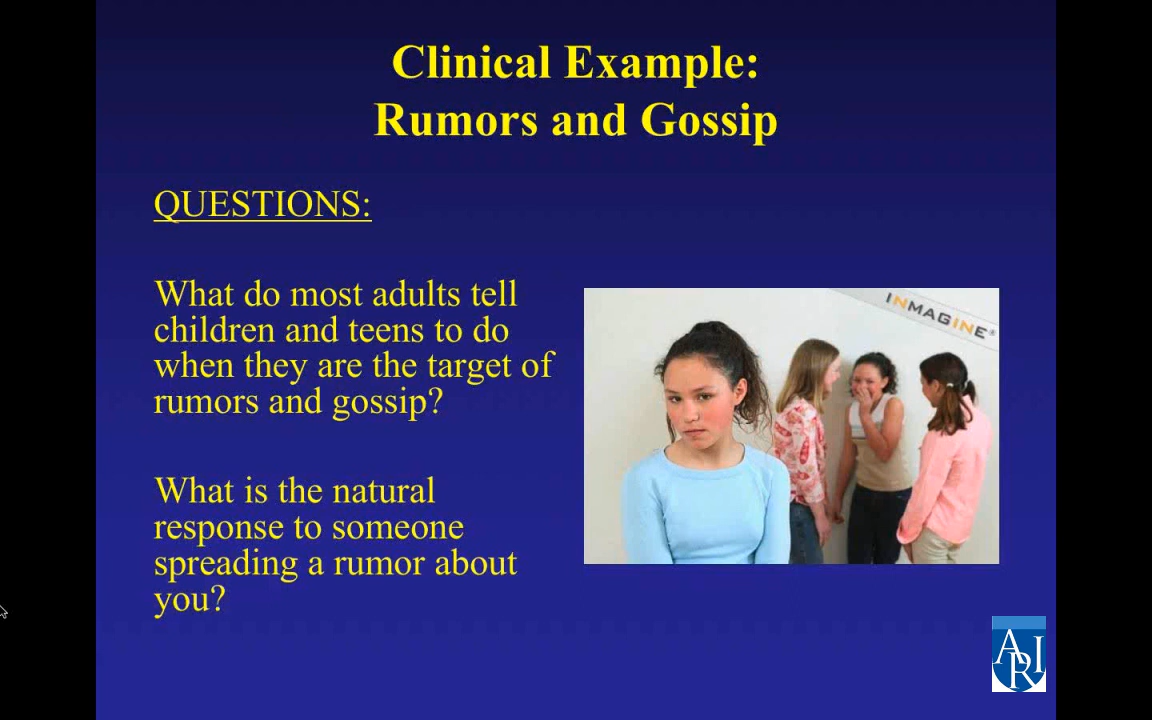 Clinical Example:
Rumors and Gossip
QUESTIONS:
What do most adults tell
children and teens to do
when they are the target of
rumors and gossip?
INMAGINE®
What is the natural
response to someone
spreading a rumor about
you?
ARI